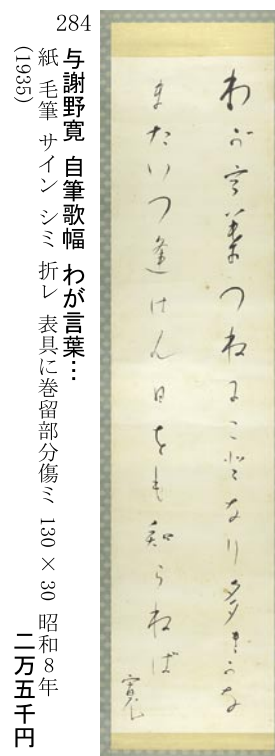 284
与謝野寛 自筆歌幅 わが言葉…
紙 毛筆 サイン シミ 折レ 表具に巻留部分傷ミ 130×30 昭和8年
(1935)
二万五千円
わが言葉つねに
またいつ逢はん日をも知らねば
寛